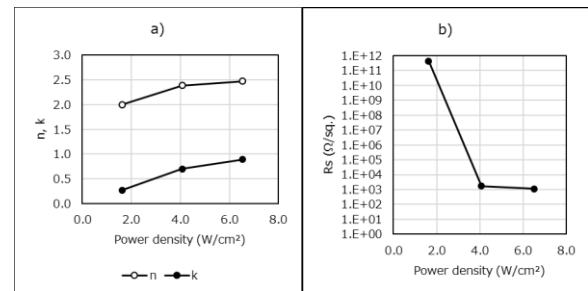 a)
3.0
2.5
2.0
1.5
1.0
0.5
0.0
n, k
0.0 2.0 4.0 6.0 8.0
Power density (W/cm²)
n k
b)
1.E+12
1.E+11
1.E+10
1.E+09
1.E+08
1.E+07
1.E+06
1.E+05
1.E+04
1.E+03
1.E+02
1.E+01
1.E+00
Rs (Ω/sq.)
0.0 2.0 4.0 6.0 8.0
Power density (W/cm²)